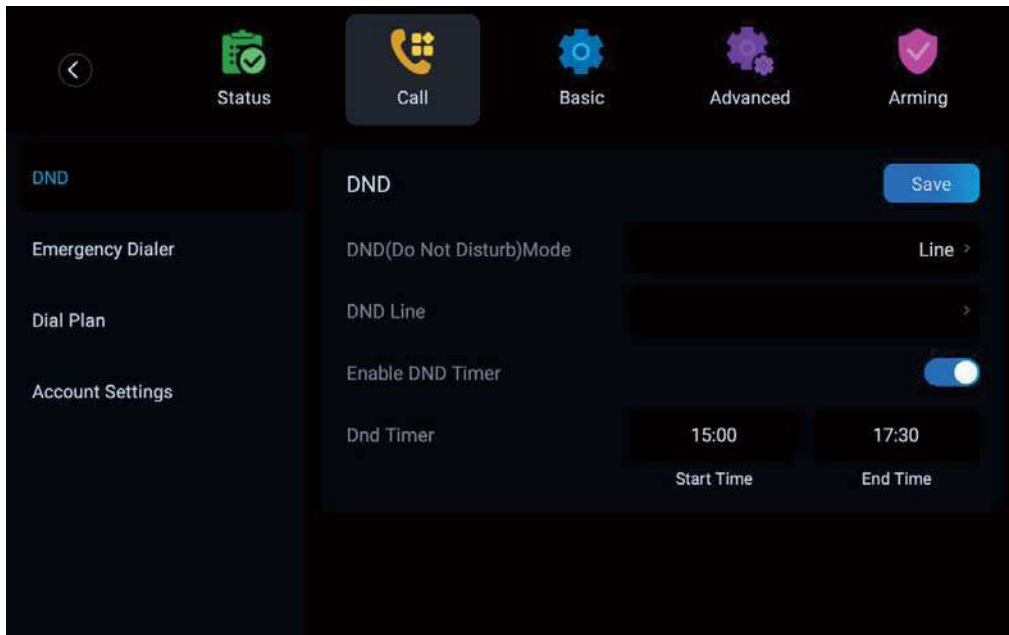 Status
Call
Basic
Advanced
Arming
DND
Emergency Dialer
Dial Plan
Account Settings
DND
Save
DND(Do Not Disturb)Mode
Line
DND Line
Enable DND Timer
Dnd Timer
15:00
17:30
Start Time
End Time